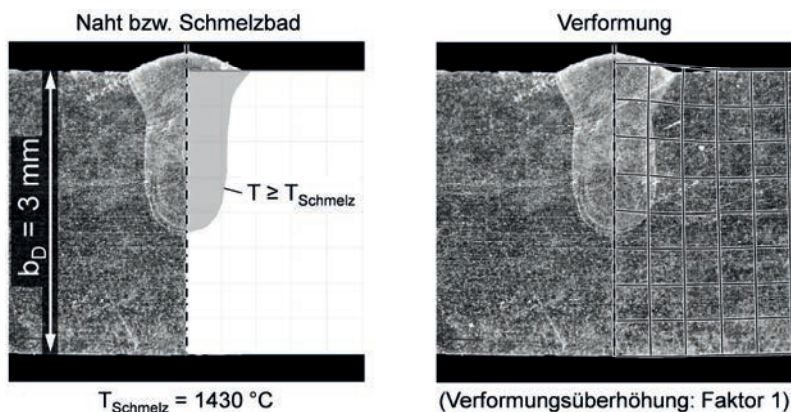 Naht bzw. Schmelzbad
b_D = 3 mm
T ≥ T_Schmelz
T_Schmelz = 1430 °C
Verformung
(Verformungsüberhöhung: Faktor 1)